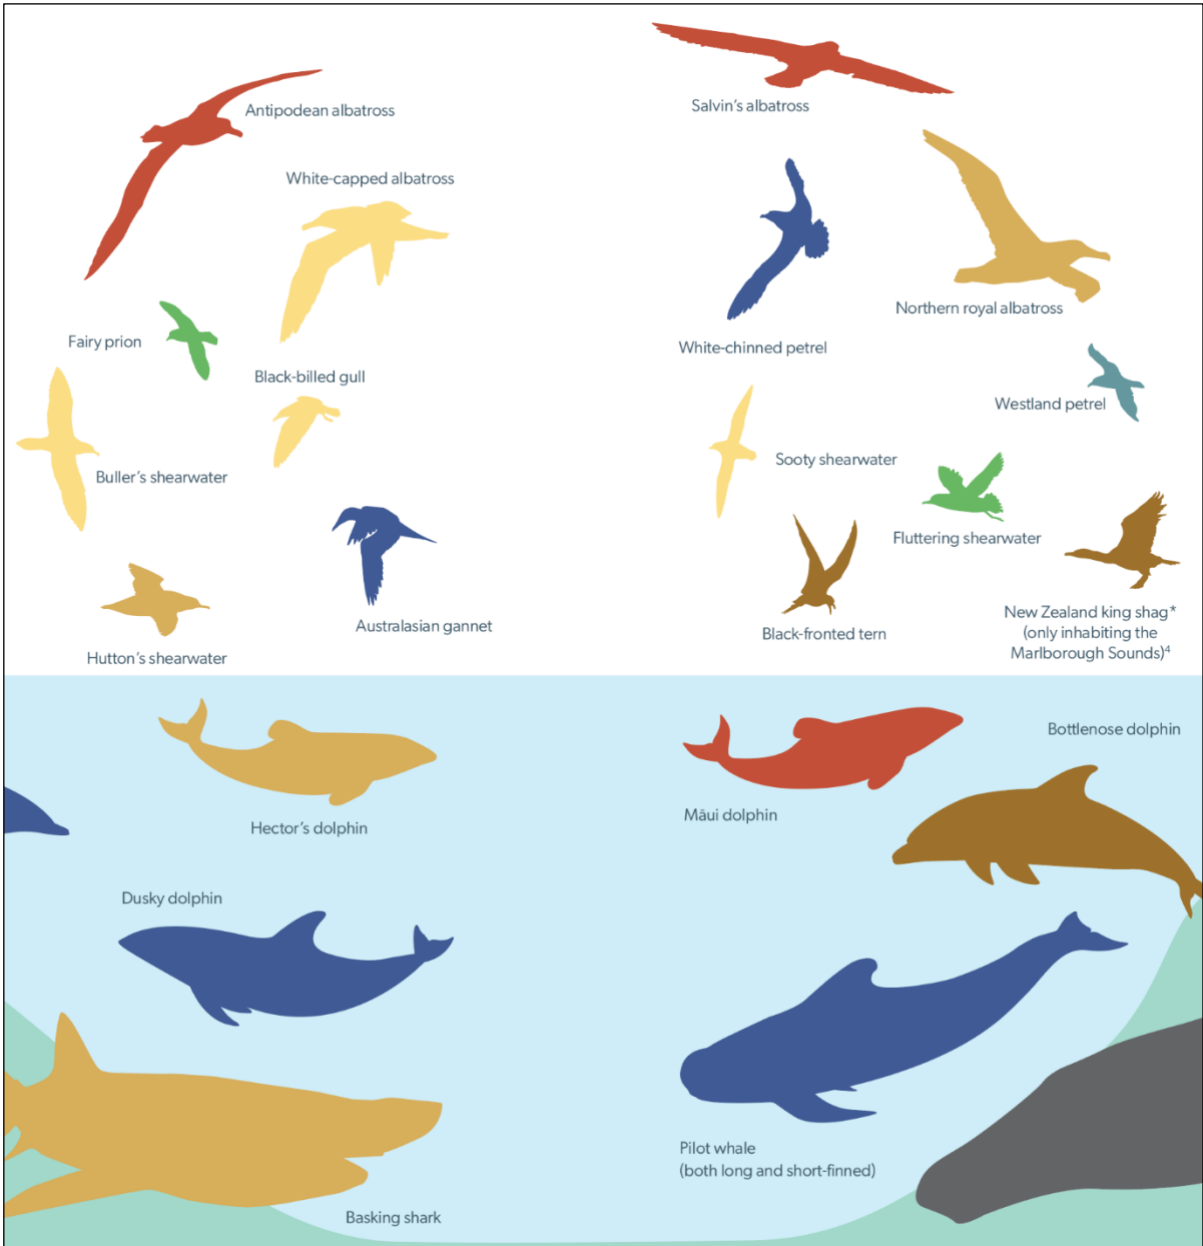 Antipodean albatross
Salvin's albatross
White-capped albatross
Northern royal albatross
Fairy prion
White-chinned petrel
Black-billed gull
Westland petrel
Buller's shearwater
Sooty shearwater
Fluttering shearwater
Australasian gannet
Black-fronted tern
New Zealand king shag*
(only inhabiting the
Marlborough Sounds)4
Hutton's shearwater
Bottlenose dolphin
Māui dolphin
Hector's dolphin
Dusky dolphin
Pilot whale
(both long and short-finned)
Basking shark